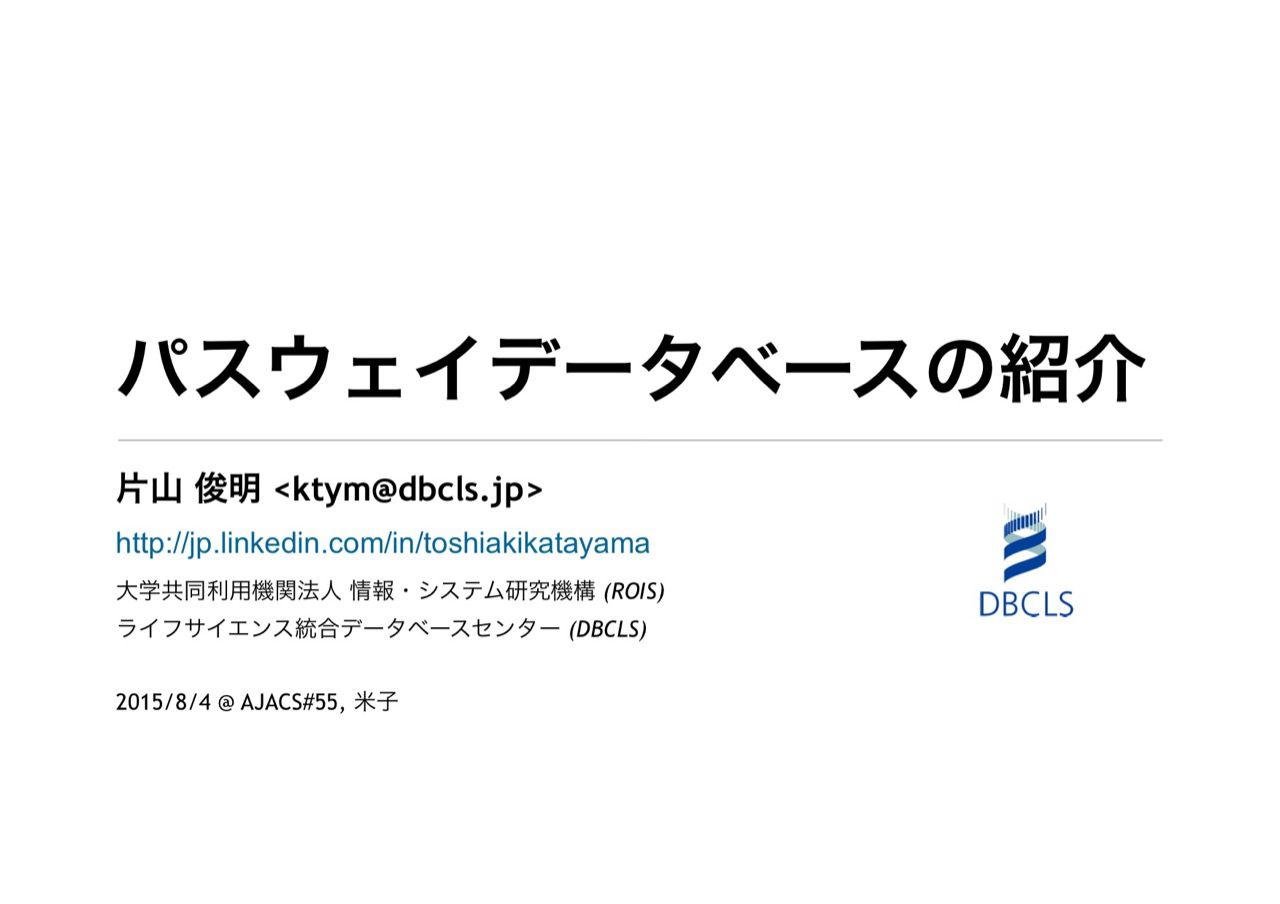 パスウェイデータベースの紹介
片山 俊明 <ktym@dbcls.jp>
http://jp.linkedin.com/in/toshiakikatayama
大学共同利用機関法人 情報・システム研究機構 (ROIS)
ライフサイエンス統合データベースセンター (DBCLS)
DBCLS
2015/8/4 @ AJACS#55, 米子